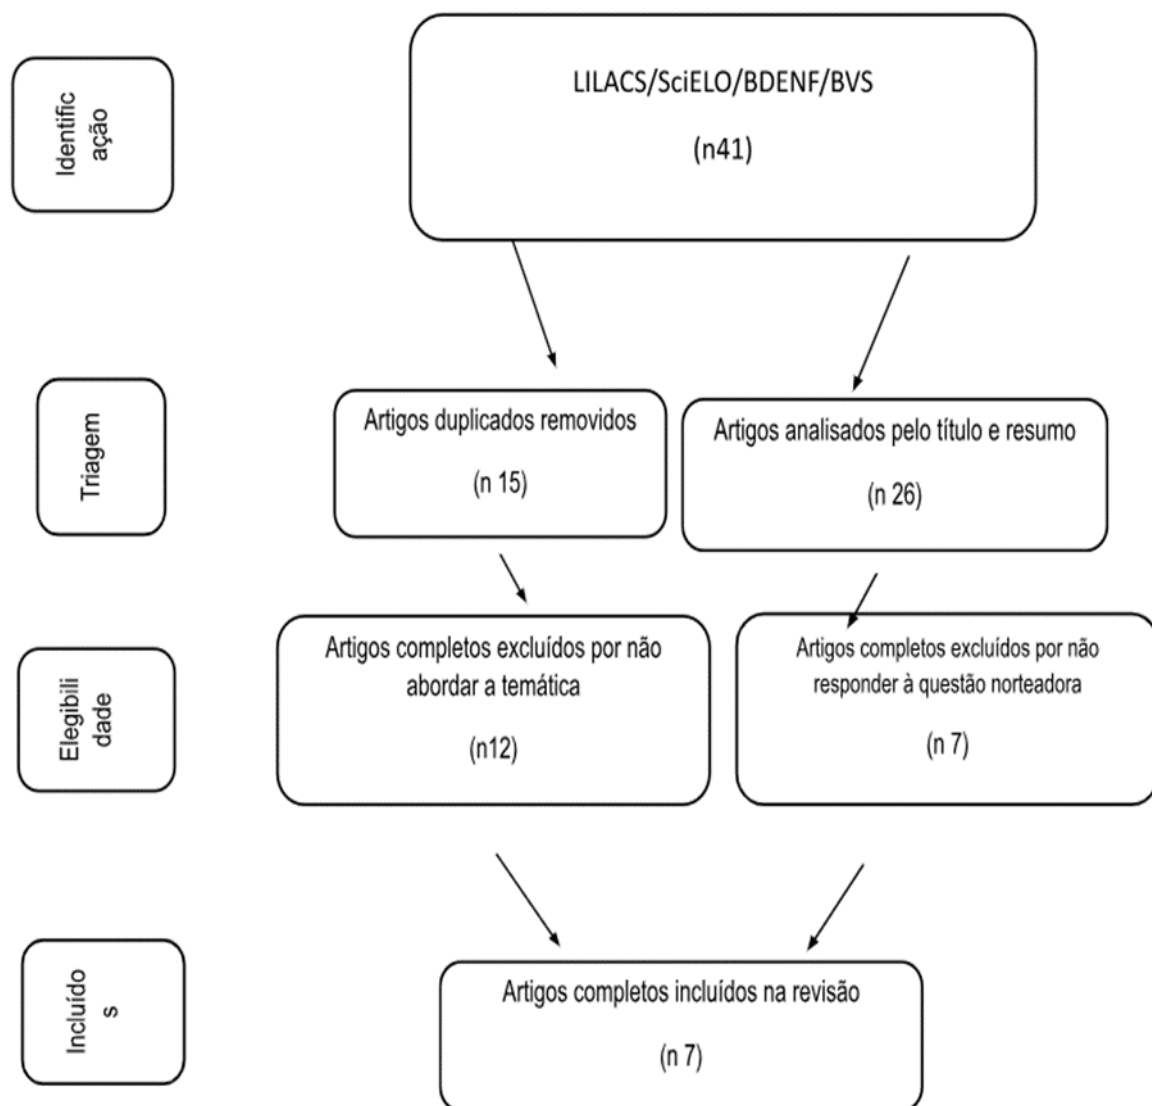 Identific
ação
LILACS/SciELO/BDENF/BVS
(n41)
Triagem
Artigos duplicados removidos
(n 15)
Artigos analisados pelo título e resumo
(n 26)
Elegibili
dade
Artigos completos excluídos por não
abordar a temática
(n12)
Artigos completos excluídos por não
responder à questão norteadora
(n 7)
Incluído
s
Artigos completos incluídos na revisão
(n 7)